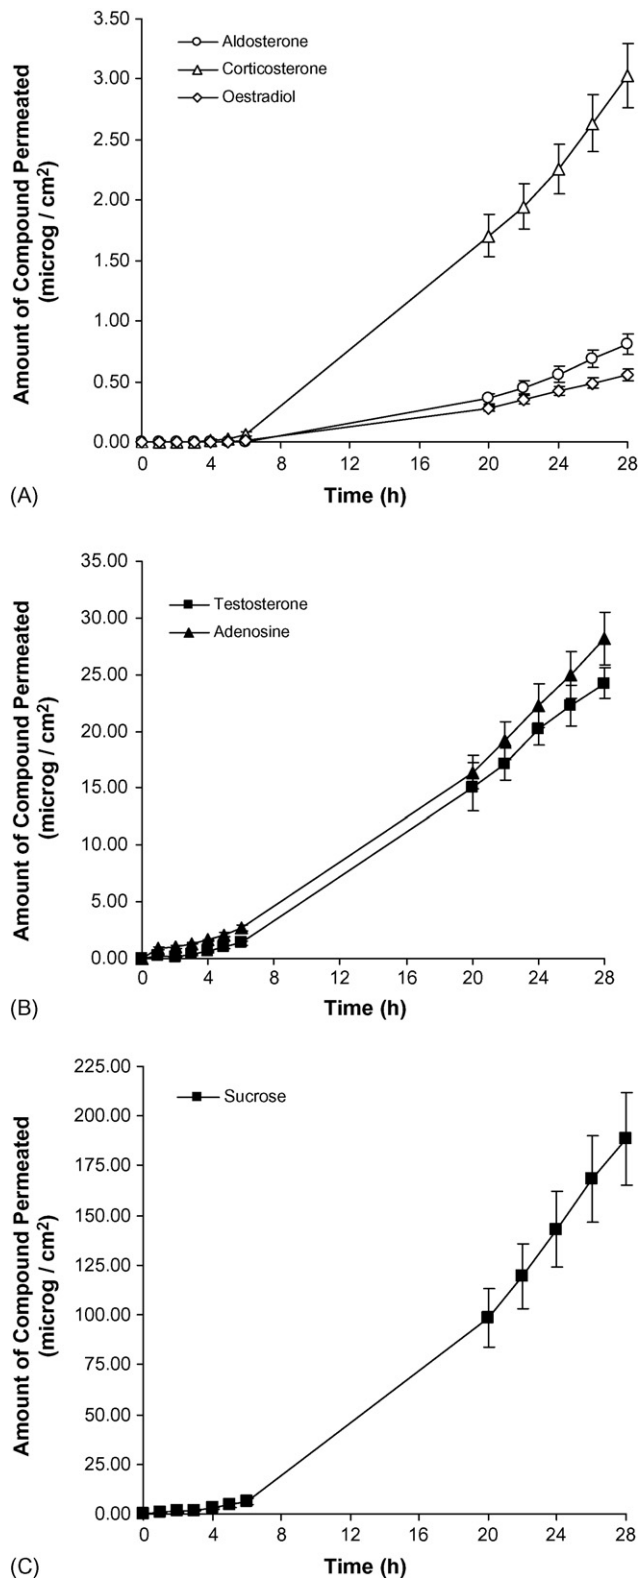 3.50
3.00
2.50
2.00
1.50
1.00
0.50
0.00
Amount of Compound Permeated
(microg / cm²)
Aldosterone
Corticosterone
Oestradiol
0 4 8 12 16 20 24 28
(A) Time (h)
35.00
30.00
25.00
20.00
15.00
10.00
5.00
0.00
Amount of Compound Permeated
(microg / cm²)
Testosterone
Adenosine
0 4 8 12 16 20 24 28
(B) Time (h)
225.00
200.00
175.00
150.00
125.00
100.00
75.00
50.00
25.00
0.00
Amount of Compound Permeated
(microg / cm²)
Sucrose
0 4 8 12 16 20 24 28
(C) Time (h)